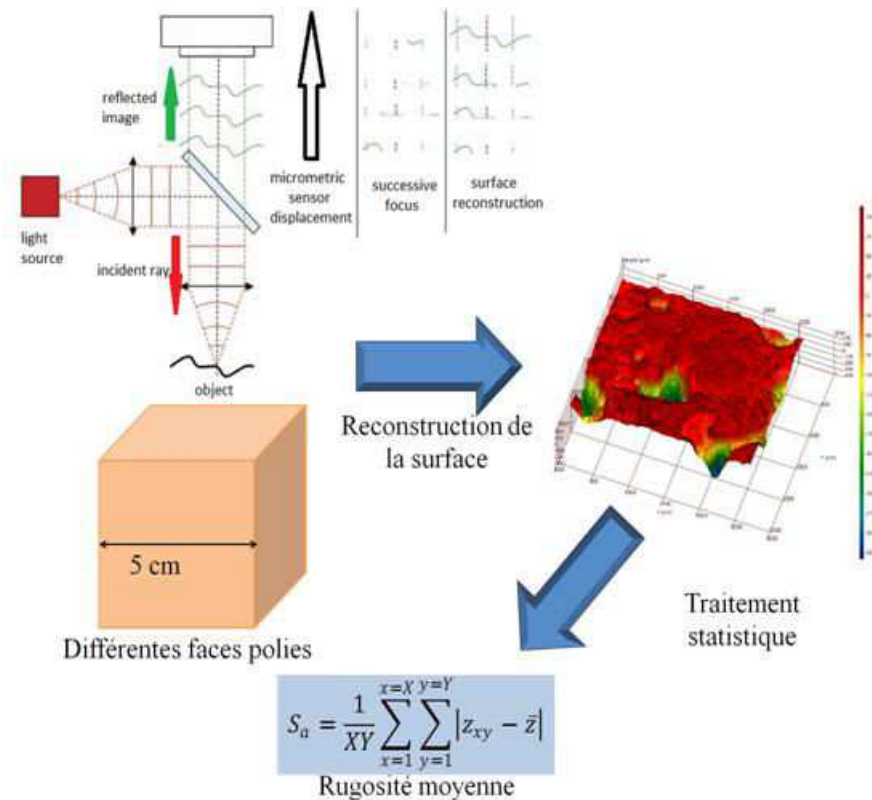 reflected
image
micrometric
sensor
displacement
successive
focus
surface
reconstruction
light
source
incident ray
object
Reconstruction de
la surface
5 cm
Différentes faces polies
Traitement
statistique
S_a = \frac{1}{XY} \sum_{x=1}^{x=X} \sum_{y=1}^{y=Y} |z_{xy} - \bar{z}|
Rugosité moyenne